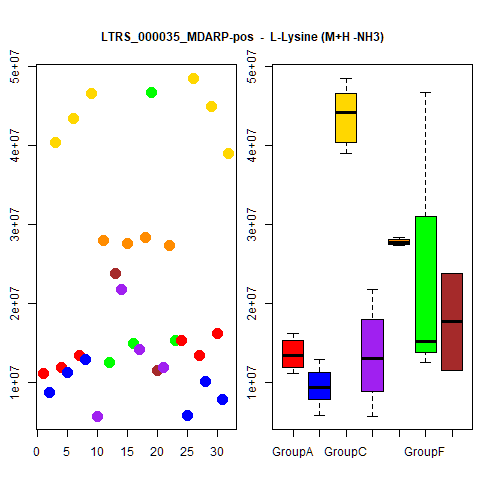 LTRS_000035_MDARP-pos - L-Lysine (M+H -NH3)
5e+07
4e+07
3e+07
2e+07
1e+07
0 5 10 15 20 25 30
5e+07
4e+07
3e+07
2e+07
1e+07
GroupA GroupC GroupF